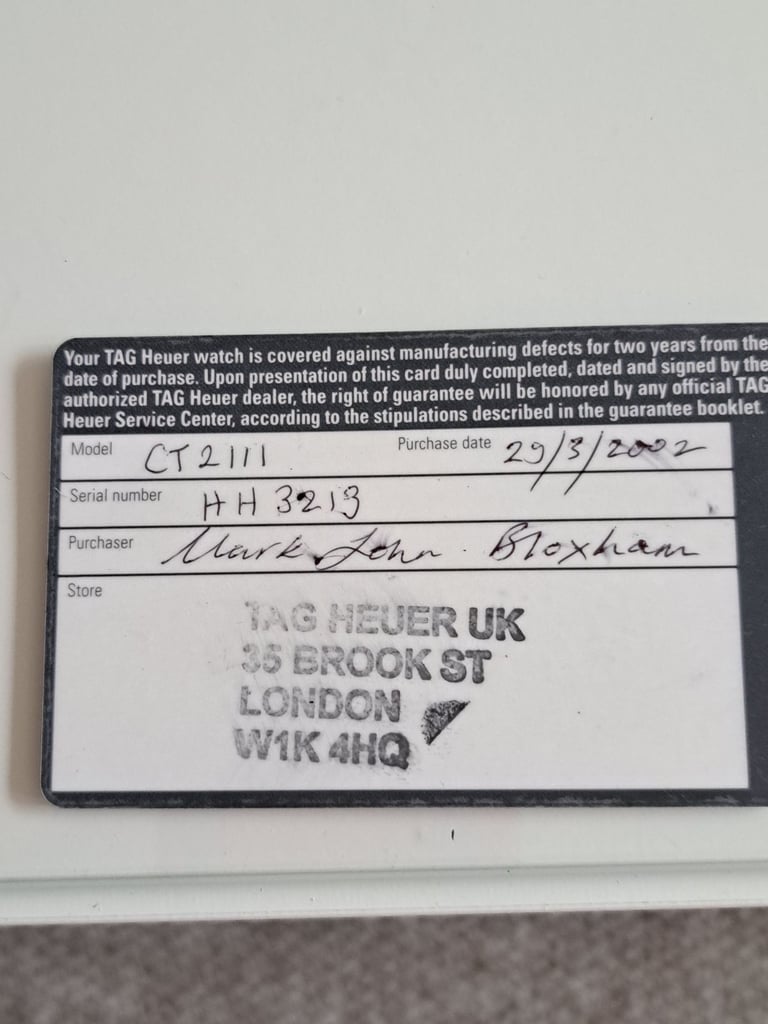 Your TAG Heuer watch is covered against manufacturing defects for two years from the
date of purchase. Upon presentation of this card duly completed, dated and signed by the
authorized TAG Heuer dealer, the right of guarantee will be honored by any official TAG
Heuer Service Center, according to the stipulations described in the guarantee booklet.
Model CT2111 Purchase date 29/3/2002
Serial number HH 3213
Purchaser Mark John Bloxham
Store
TAG HEUER UK
35 BROOK ST
LONDON
W1K 4HQ